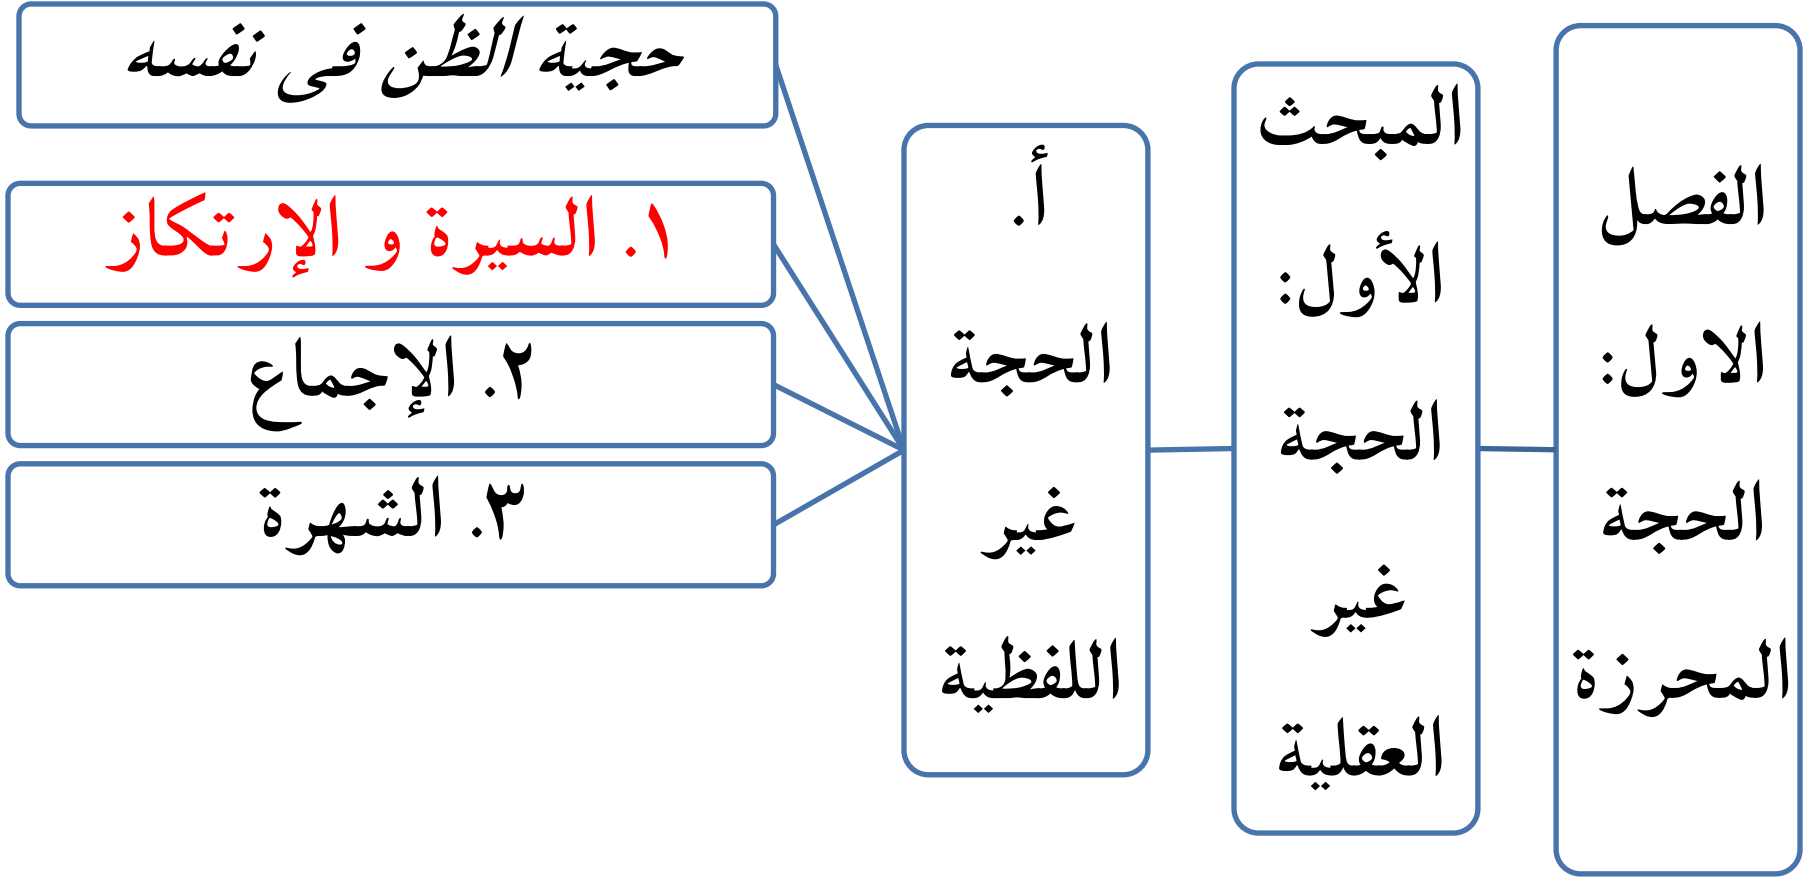 الفصل
الاول:
الحجة
المحرزة
المبحث
الأول:
الحجة
غير
العقلية
أ.
الحجة
غير
اللفظية
حجية الظن فى نفسه
١. السيرة و الإرتكاز
٢. الإجماع
٣. الشهرة